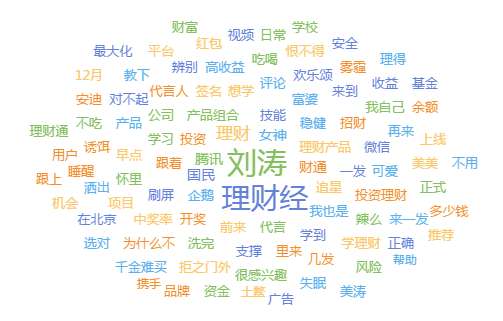 财富 红包 视频 日常 学校
最大化 平台 恨不得 安全
吃喝 理得
12月 教下 辨别 高收益 欢乐颂 雾霾
评论 收益 基金
安迪 对不起 代言人 签名 想学 富婆 来到 我自己 余额
理财通 不吃 产品 公司 产品组合 技能 稳健 招财 再来
诱饵 学习 投资 理财 女神 理财产品 微信 上线
用户 早点 跟着 腾讯 刘涛 财通 一发 可爱 美美 不用
跟上 睡醒 洒出 怀里 国民 追星 正式
机会 项目 刷屏 企鹅 理财经 投资理财
在北京 中奖率 开奖 前来 代言 我也是 辣么 来一发 多少钱
选对 为什么不 洗完 支撑 里来 学到 学理财 正确 推荐
千金难买 拒之门外 很感兴趣 几发 风险 帮助
携手 品牌 资金 土鳖 广告 失眠 美涛